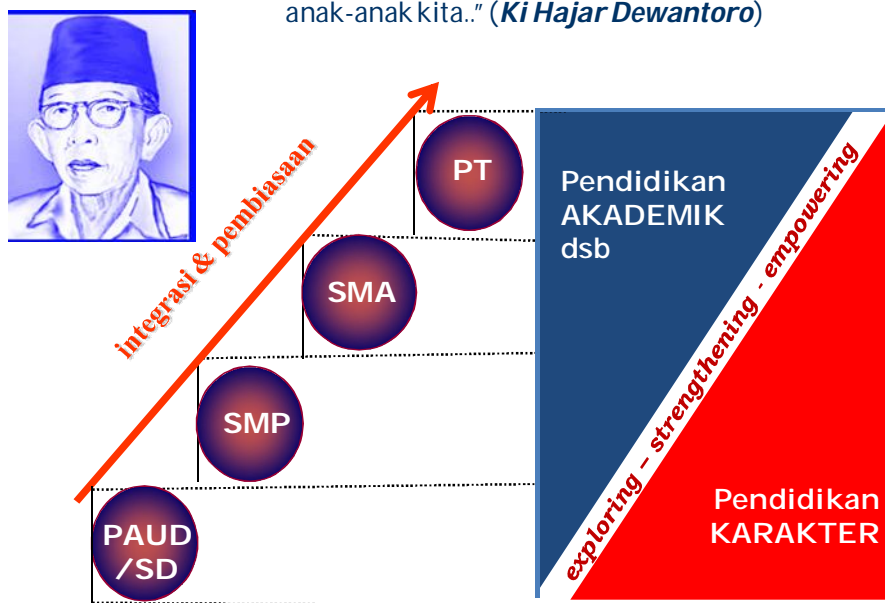 anak-anak kita.." (Ki Hajar Dewantoro)
integrasi & pembiasaan
PT
SMA
SMP
PAUD
/SD
Pendidikan
AKADEMIK
dsb
exploring – strengthening - empowering
Pendidikan
KARAKTER